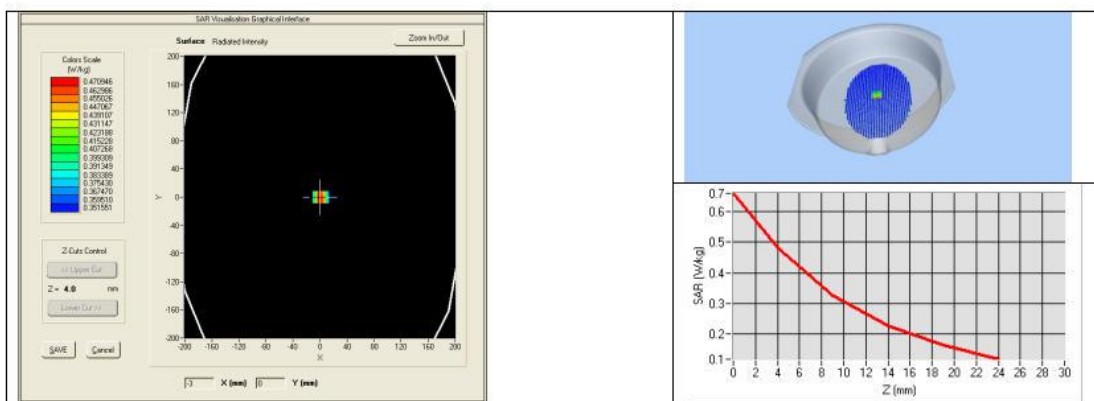 SAR Visualisation Graphical Interface
Surface Radiated Intensity
Zoom In/Out
Colors Scale
(W/kg)
0.470946
0.462986
0.455026
0.447067
0.439107
0.431147
0.423188
0.415228
0.407268
0.399309
0.391349
0.383389
0.375430
0.367470
0.359510
0.351551
Z-Cuts Control
<< Upper Cut
Z = 4.0 mm
Lower Cut >>
SAVE Cancel
200
160
120
80
40
0
-40
-80
-120
-160
-200
Y
-200 -160 -120 -80 -40 0 40 80 120 160 200
X
-3 X (mm) 0 Y (mm)
0.7
0.6
0.5
0.4
0.3
0.2
0.1
SAR (W/kg)
0 2 4 6 8 10 12 14 16 18 20 22 24 26 28 30
Z (mm)